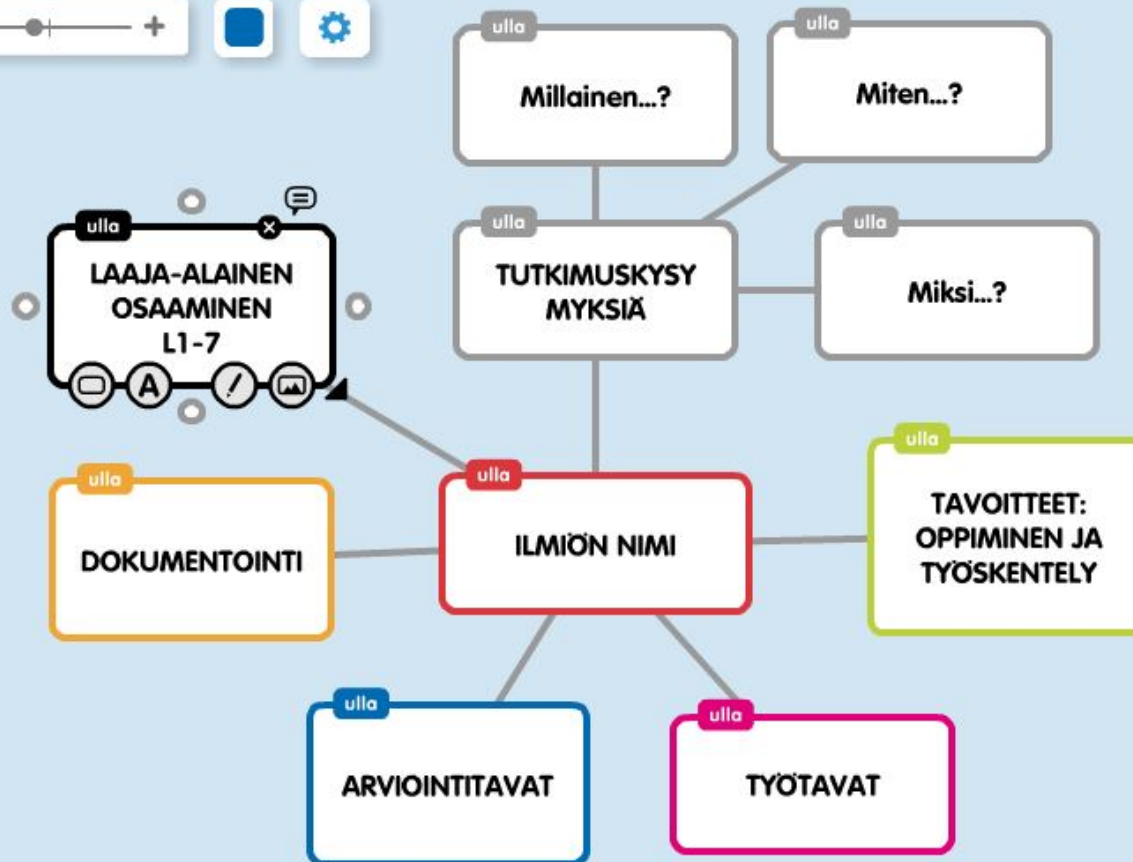 ulla
Millainen...?
ulla
Miten...?
ulla
LAAJA-ALAINEN
OSAAMINEN
L1-7
A
ulla
TUTKIMUSKYSY
MYKSIÄ
ulla
Miksi...?
ulla
DOKUMENTOINTI
ulla
ILMIÖN NIMI
ulla
TAVOITTEET:
OPPIMINEN JA
TYÖSKENTELY
ulla
ARVIOINTITAVAT
ulla
TYÖTAVAT